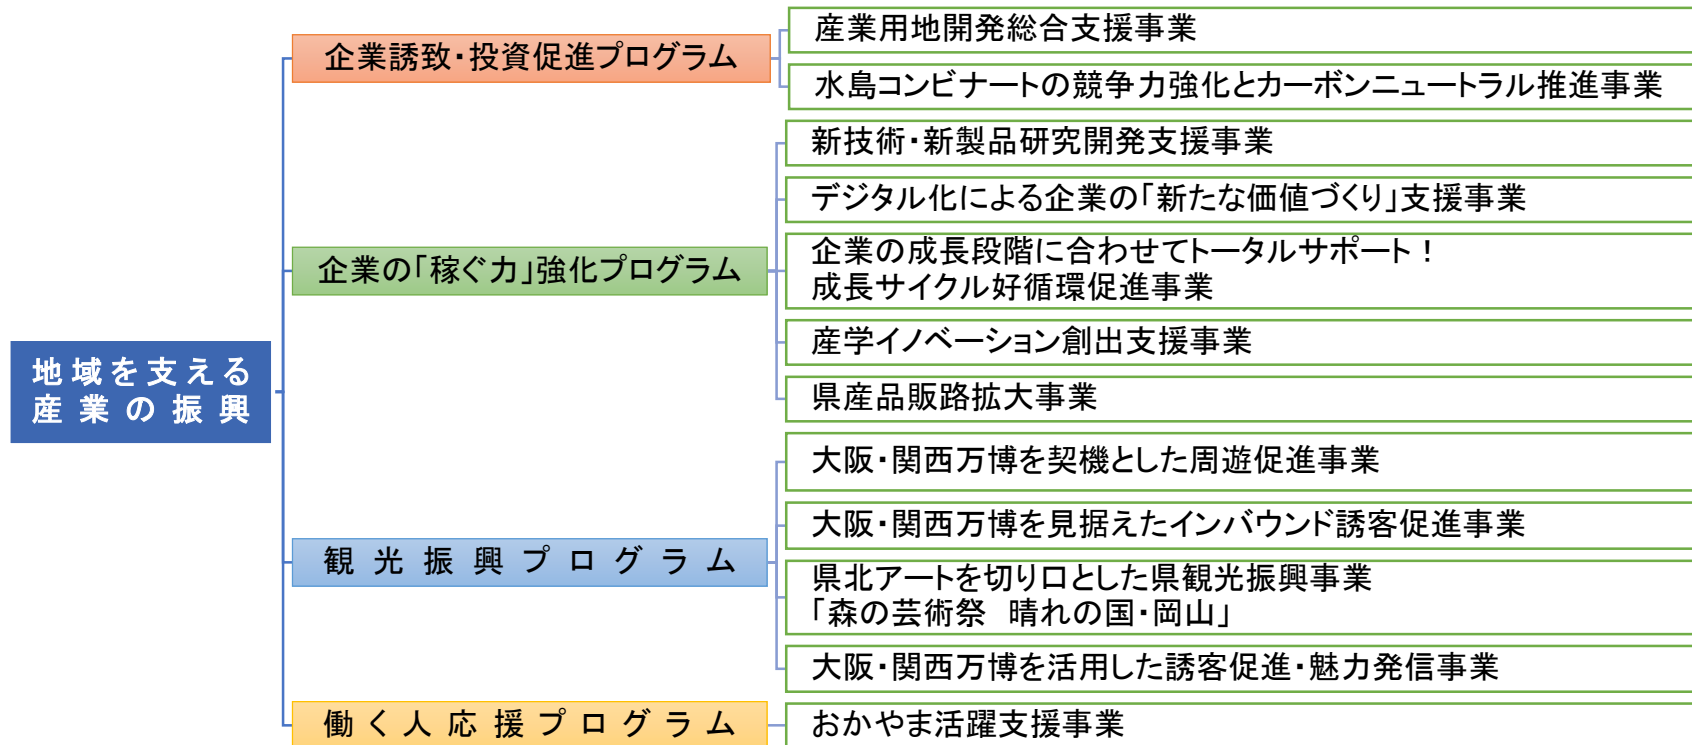 地域を支える
産業の振興
企業誘致・投資促進プログラム
産業用地開発総合支援事業
水島コンビナートの競争力強化とカーボンニュートラル推進事業
企業の「稼ぐ力」強化プログラム
新技術・新製品研究開発支援事業
デジタル化による企業の「新たな価値づくり」支援事業
企業の成長段階に合わせてトータルサポート！
成長サイクル好循環促進事業
産学イノベーション創出支援事業
県産品販路拡大事業
観光振興プログラム
大阪・関西万博を契機とした周遊促進事業
大阪・関西万博を見据えたインバウンド誘客促進事業
県北アートを切り口とした県観光振興事業
「森の芸術祭　晴れの国・岡山」
大阪・関西万博を活用した誘客促進・魅力発信事業
働く人応援プログラム
おかやま活躍支援事業